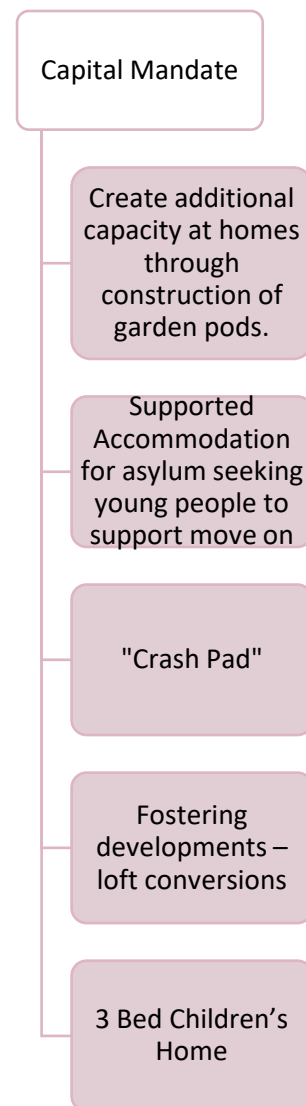 Capital Mandate
Create additional
capacity at homes
through
construction of
garden pods.
Supported
Accommodation
for asylum seeking
young people to
support move on
"Crash Pad"
Fostering
developments –
loft conversions
3 Bed Children’s
Home